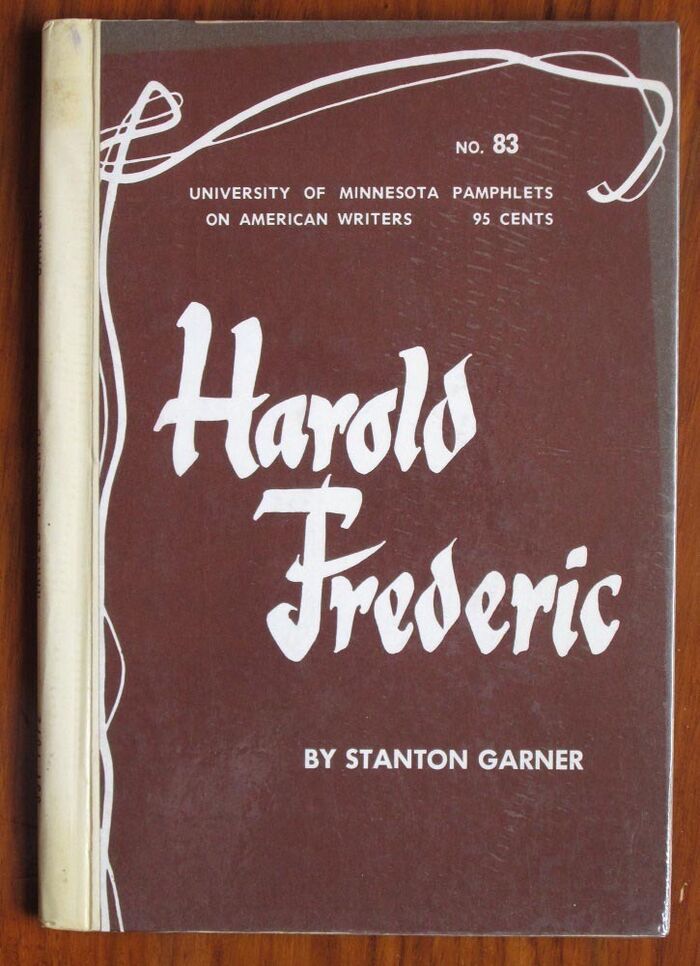 NO. 83
UNIVERSITY OF MINNESOTA PAMPHLETS
ON AMERICAN WRITERS 95 CENTS
Harold
Frederic
BY STANTON GARNER